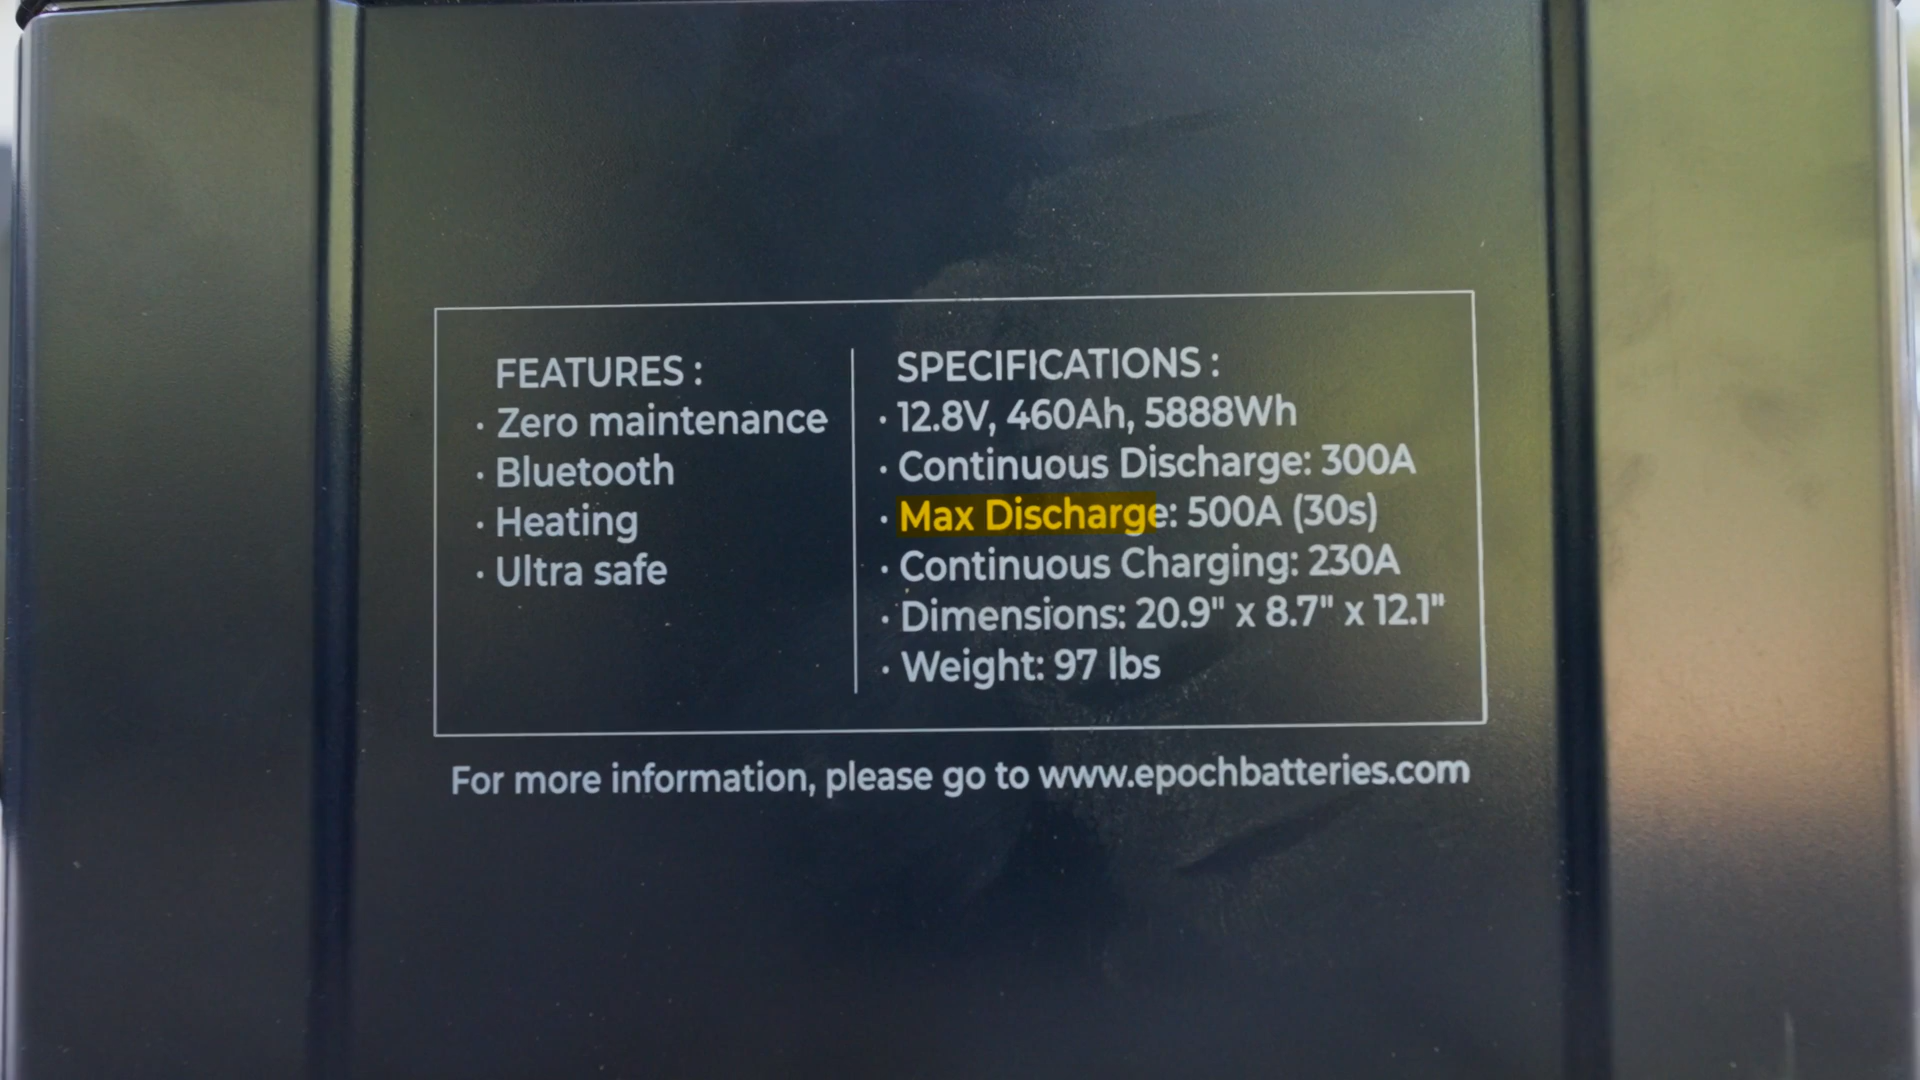 FEATURES :
· Zero maintenance
· Bluetooth
· Heating
· Ultra safe
SPECIFICATIONS :
· 12.8V, 460Ah, 5888Wh
· Continuous Discharge: 300A
· Max Discharge: 500A (30s)
· Continuous Charging: 230A
· Dimensions: 20.9" x 8.7" x 12.1"
· Weight: 97 lbs
For more information, please go to www.epochbatteries.com